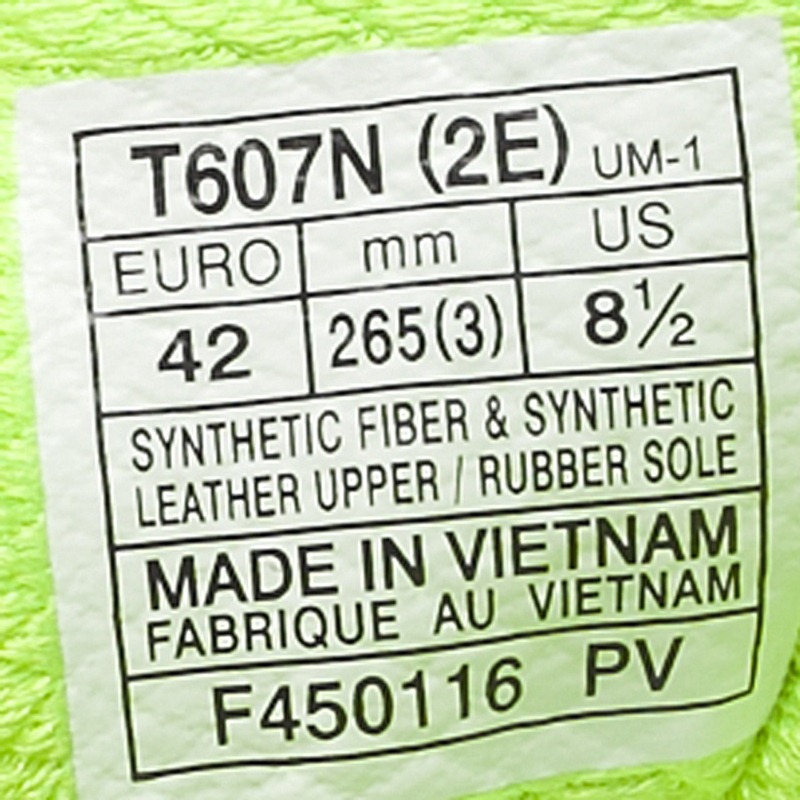 T607N (2E) UM-1
EURO mm US
42 265(3) 8½
SYNTHETIC FIBER & SYNTHETIC
LEATHER UPPER / RUBBER SOLE
MADE IN VIETNAM
FABRIQUE AU VIETNAM
F450116 PV